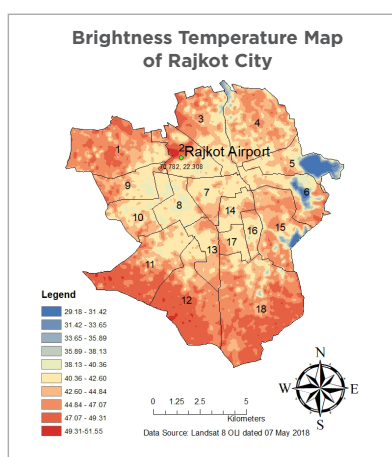 Brightness Temperature Map
of Rajkot City
3
4
1
2
Rajkot Airport
5
9
7
6
8
10
14
16
15
13
17
11
12
18
Legend
29.18 - 31.42
31.42 - 33.65
33.65 - 35.89
35.89 - 38.13
38.13 - 40.36
40.36 - 42.60
42.60 - 44.84
44.84 - 47.07
47.07 - 49.31
49.31-51.55
N
W E
S
0 1.25 2.5 5
Kilometers
Data Source: Landsat 8 OLI dated 07 May 2018